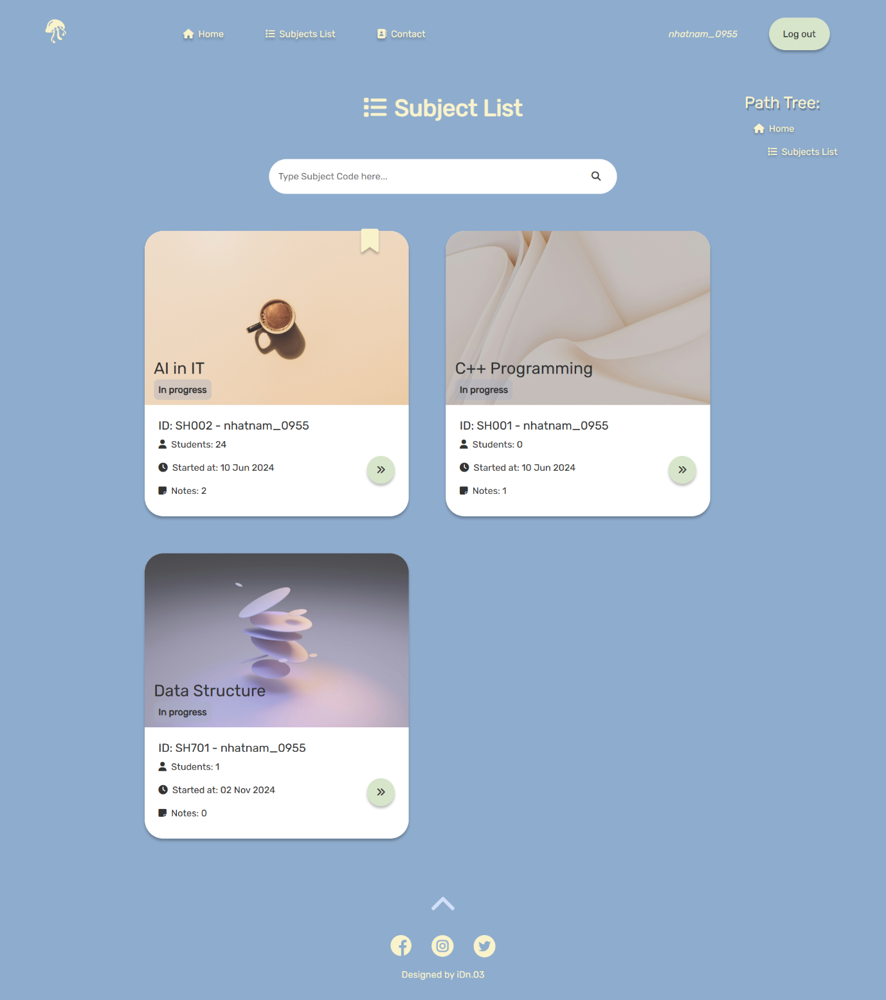 Home
Subjects List
Contact
nhatnam_0955
Log out
Subject List
Path Tree:
Home
Subjects List
Type Subject Code here...
AI in IT
In progress
ID: SH002 - nhatnam_0955
Students: 24
Started at: 10 Jun 2024
Notes: 2
C++ Programming
In progress
ID: SH001 - nhatnam_0955
Students: 0
Started at: 10 Jun 2024
Notes: 1
Data Structure
In progress
ID: SH701 - nhatnam_0955
Students: 1
Started at: 02 Nov 2024
Notes: 0
Designed by iDn.03